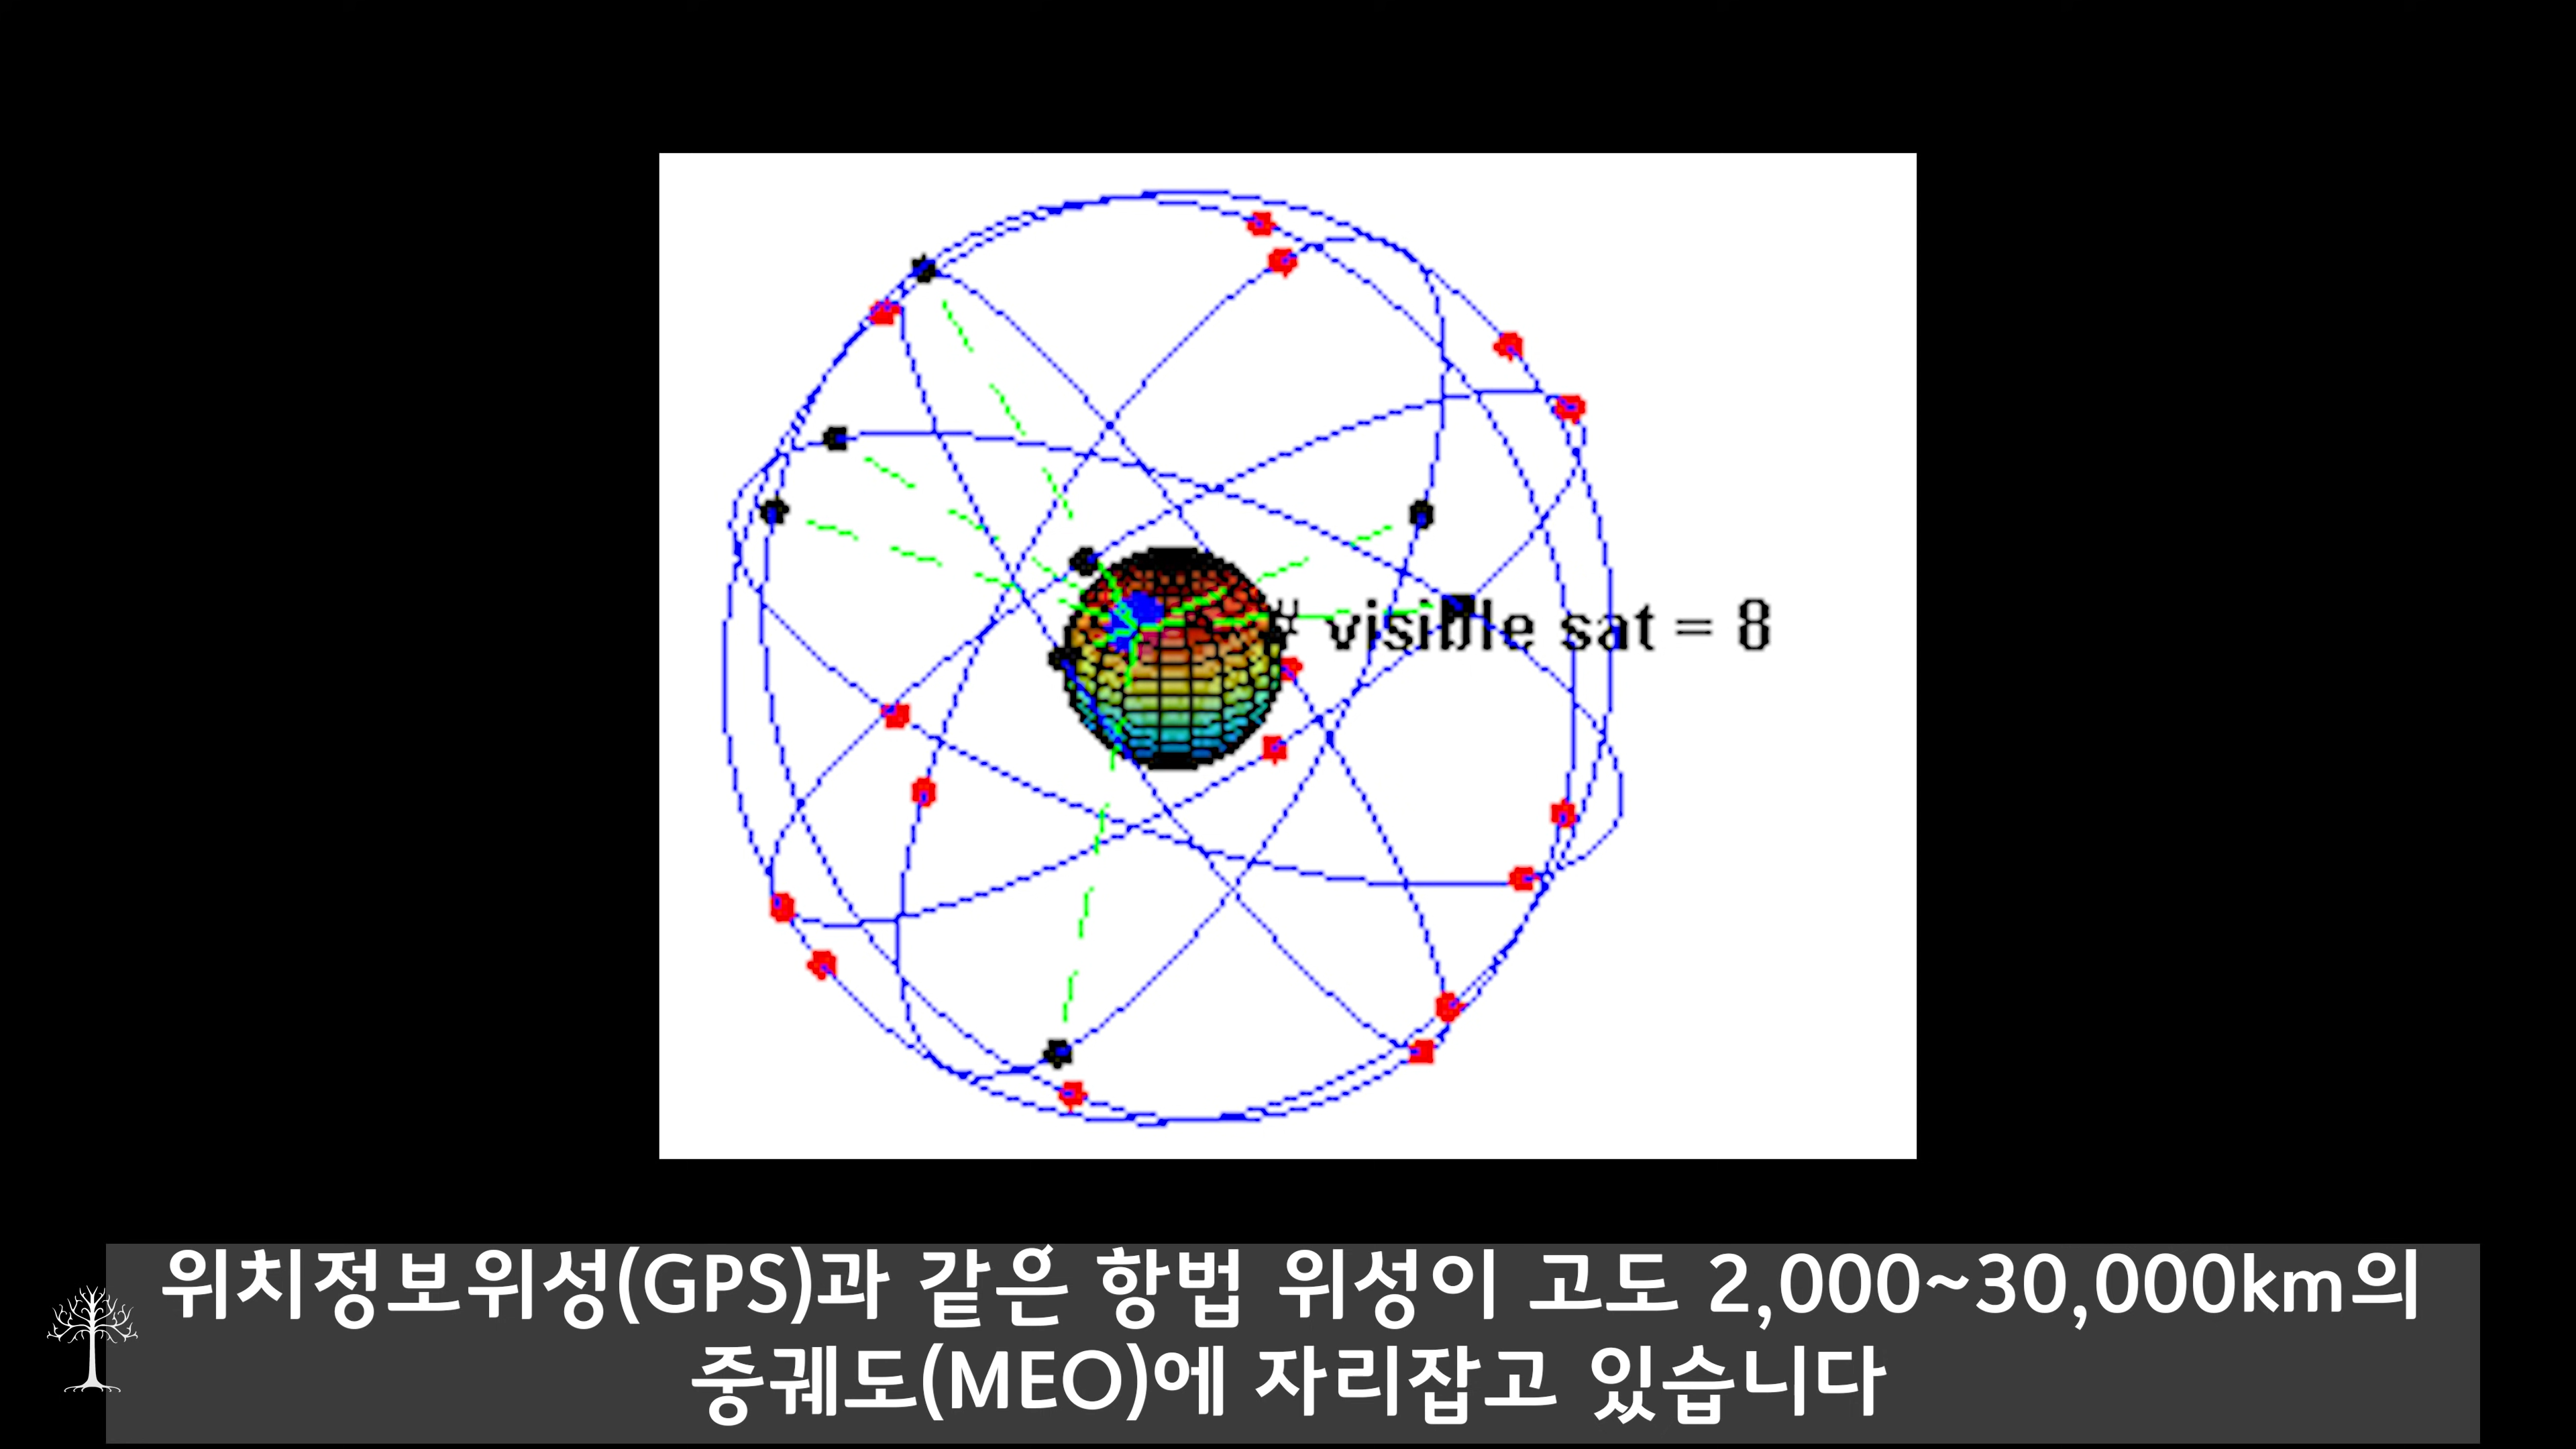 # visible sat = 8
위치정보위성(GPS)과 같은 항법 위성이 고도 2,000~30,000km의
중궤도(MEO)에 자리잡고 있습니다